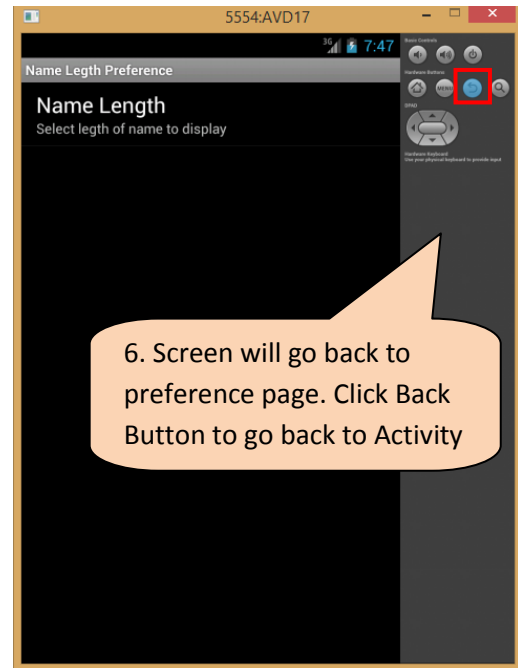 5554:AVD17
3G 7:47
Basic Controls
Name Legth Preference
Hardware Buttons
MENU
Name Length
Select legth of name to display
DPAD
Hardware Keyboard
Use your physical keyboard to provide input
6. Screen will go back to
preference page. Click Back
Button to go back to Activity